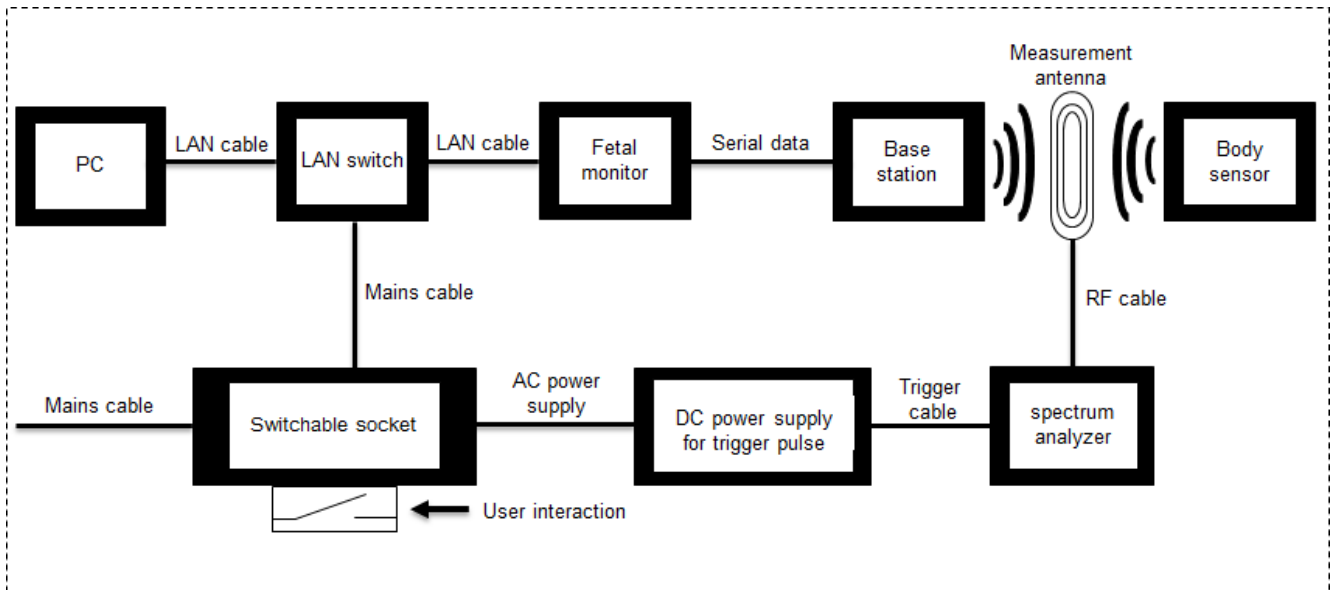 Measurement
antenna
PC
LAN cable
LAN switch
LAN cable
Fetal
monitor
Serial data
Base
station
Body
sensor
Mains cable
RF cable
Mains cable
Switchable socket
AC power
supply
DC power supply
for trigger pulse
Trigger
cable
spectrum
analyzer
User interaction